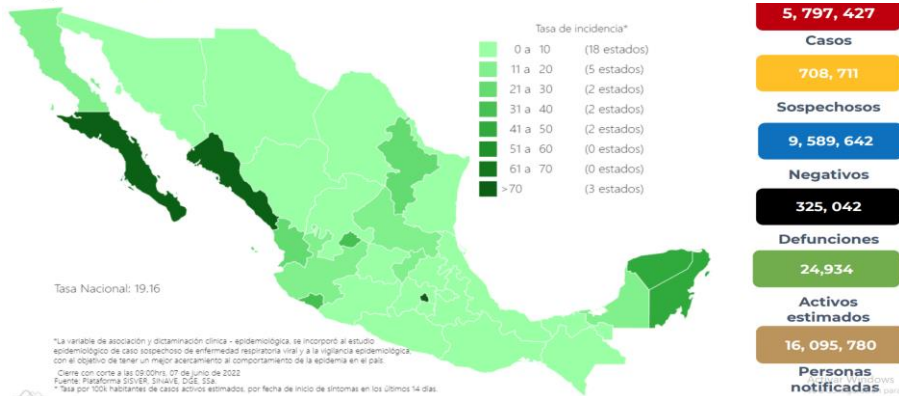 Tasa de incidencia*
0 a 10 (18 estados)
11 a 20 (5 estados)
21 a 30 (2 estados)
31 a 40 (2 estados)
41 a 50 (2 estados)
51 a 60 (0 estados)
61 a 70 (0 estados)
>70 (3 estados)
Tasa Nacional: 19.16
*La variable de asociación y dictaminación clínica - epidemiológica, se incorporó al estudio
epidemiológico de caso sospechoso de enfermedad respiratoria viral y a la vigilancia epidemiológica,
con el objetivo de tener un mejor acercamiento al comportamiento de la epidemia en el país.
Cierre con corte a las 09:00hrs, 07 de junio de 2022
Fuente: Plataforma SISVER, SINAVE, DGE, SSa.
* Tasa por 100k habitantes de casos activos estimados, por fecha de inicio de síntomas en los últimos 14 días.
5, 797, 427
Casos
708, 711
Sospechosos
9, 589, 642
Negativos
325, 042
Defunciones
24,934
Activos
estimados
16, 095, 780
Personas
notificadas
Activar Windows